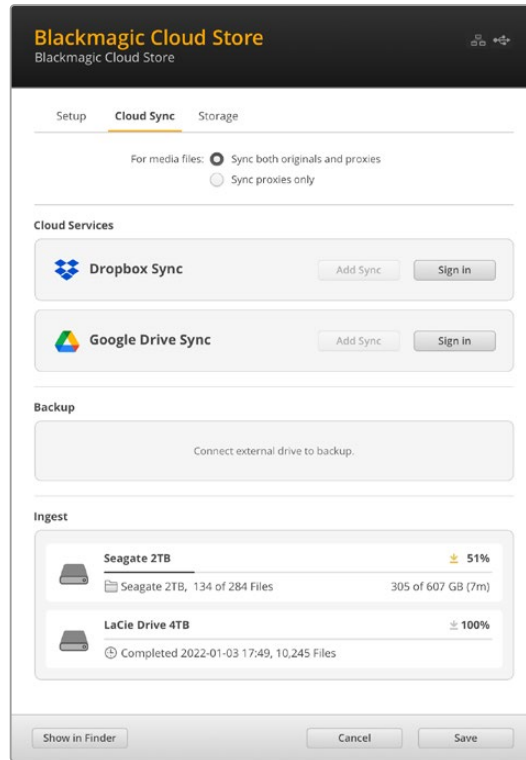 Blackmagic Cloud Store
Blackmagic Cloud Store
Setup Cloud Sync Storage
For media files: Sync both originals and proxies
Sync proxies only
Cloud Services
Dropbox Sync Add Sync Sign in
Google Drive Sync Add Sync Sign in
Backup
Connect external drive to backup.
Ingest
Seagate 2TB 51%
Seagate 2TB, 134 of 284 Files 305 of 607 GB (7m)
LaCie Drive 4TB 100%
Completed 2022-01-03 17:49, 10,245 Files
Show in Finder Cancel Save